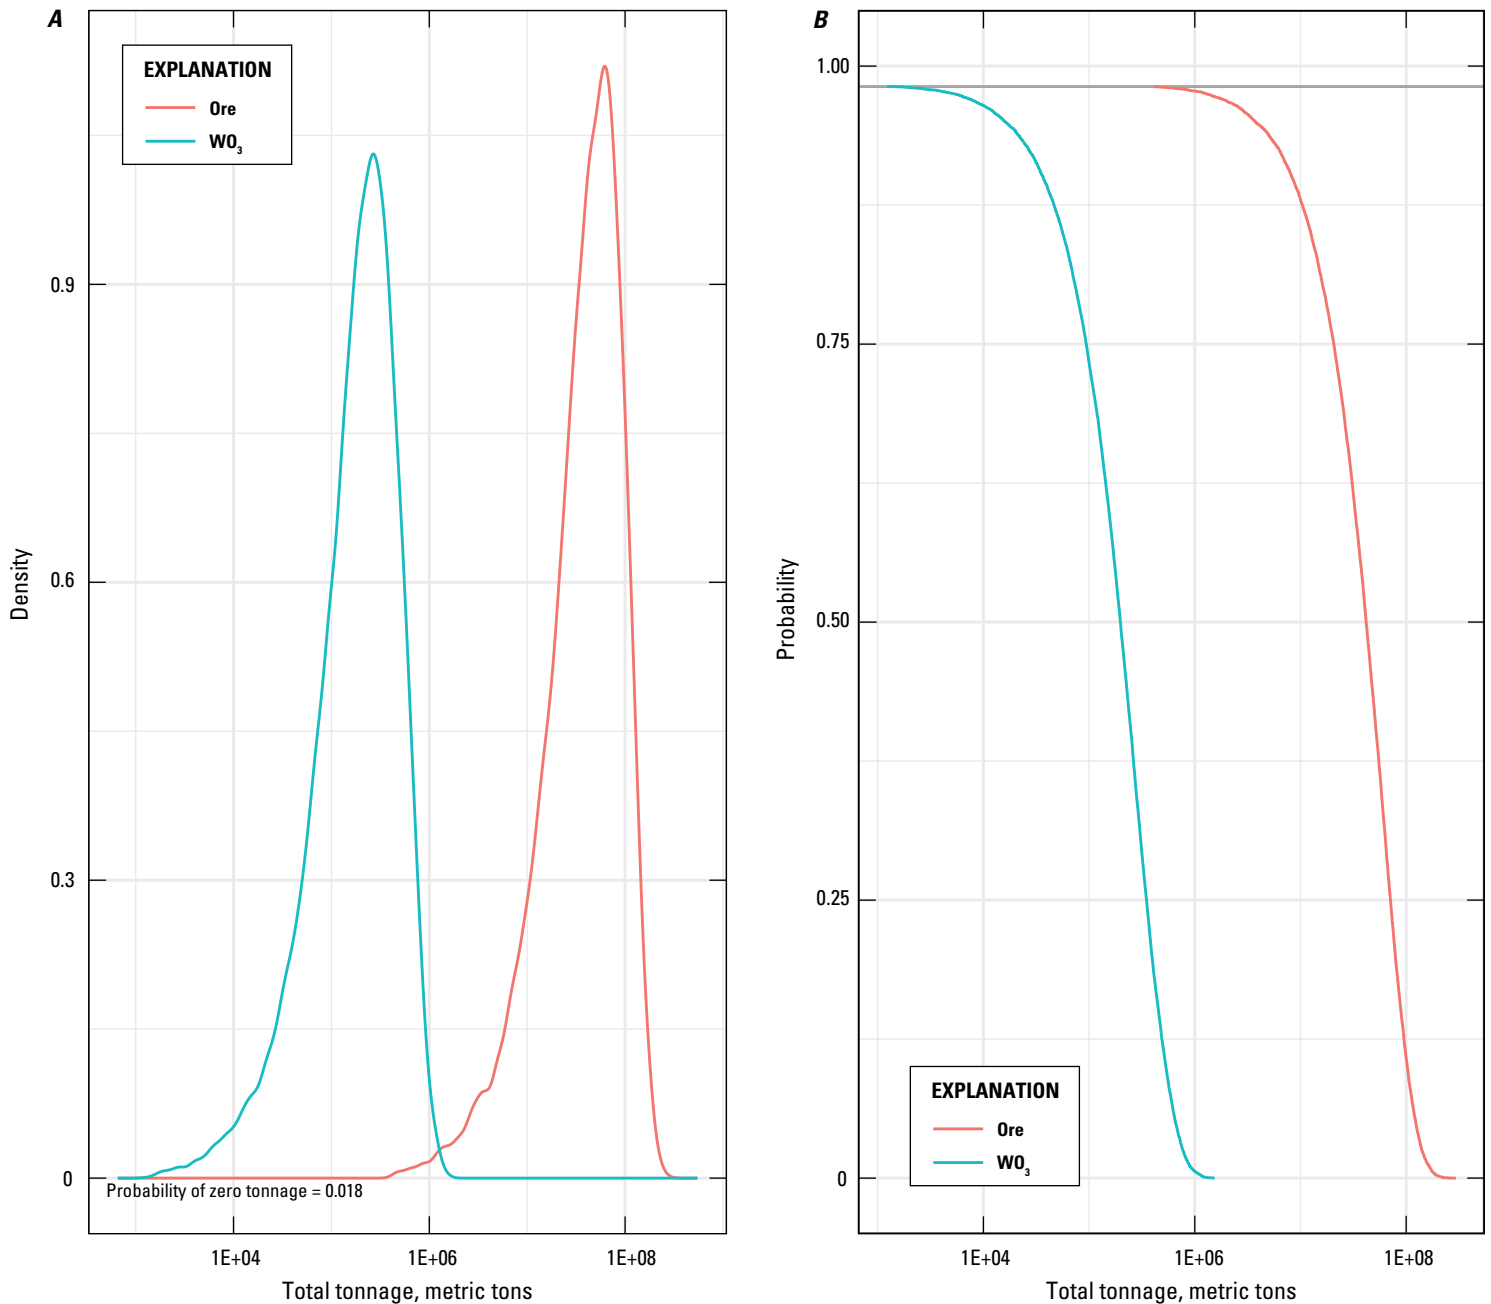 A
EXPLANATION
Ore
WO3
0.9
0.6
0.3
0
Density
Probability of zero tonnage = 0.018
1E+04 1E+06 1E+08
Total tonnage, metric tons
B
1.00
0.75
0.50
0.25
0
Probability
EXPLANATION
Ore
WO3
1E+04 1E+06 1E+08
Total tonnage, metric tons